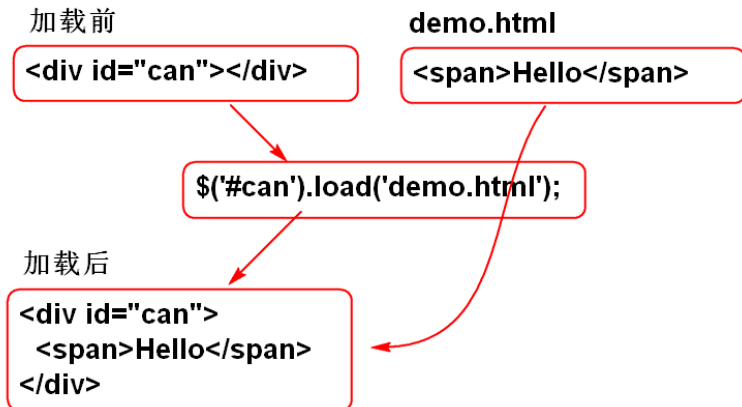 加载前
<div id="can"></div>
demo.html
<span>Hello</span>
$('#can').load('demo.html');
加载后
<div id="can">
  <span>Hello</span>
</div>